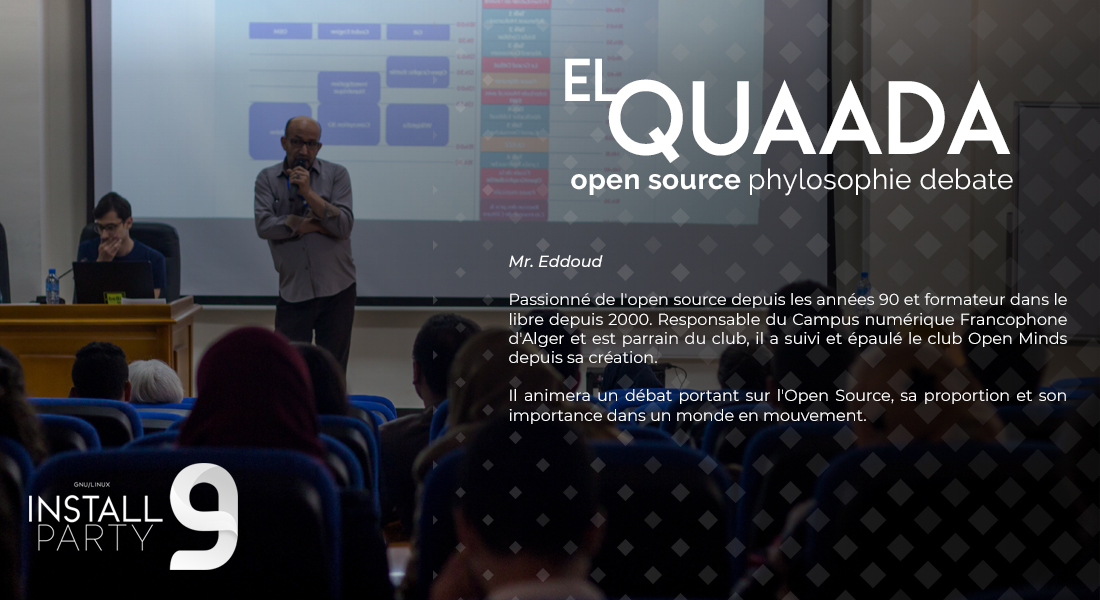 EL
QUAADA
open source phylosophie debate
Mr. Eddoud
Passionné de l'open source depuis les années 90 et formateur dans le
libre depuis 2000. Responsable du Campus numérique Francophone
d'Alger et est parrain du club, il a suivi et épaulé le club Open Minds
depuis sa création.
Il animera un débat portant sur l'Open Source, sa proportion et son
importance dans un monde en mouvement.
GNU/LINUX
INSTALL
PARTY
9